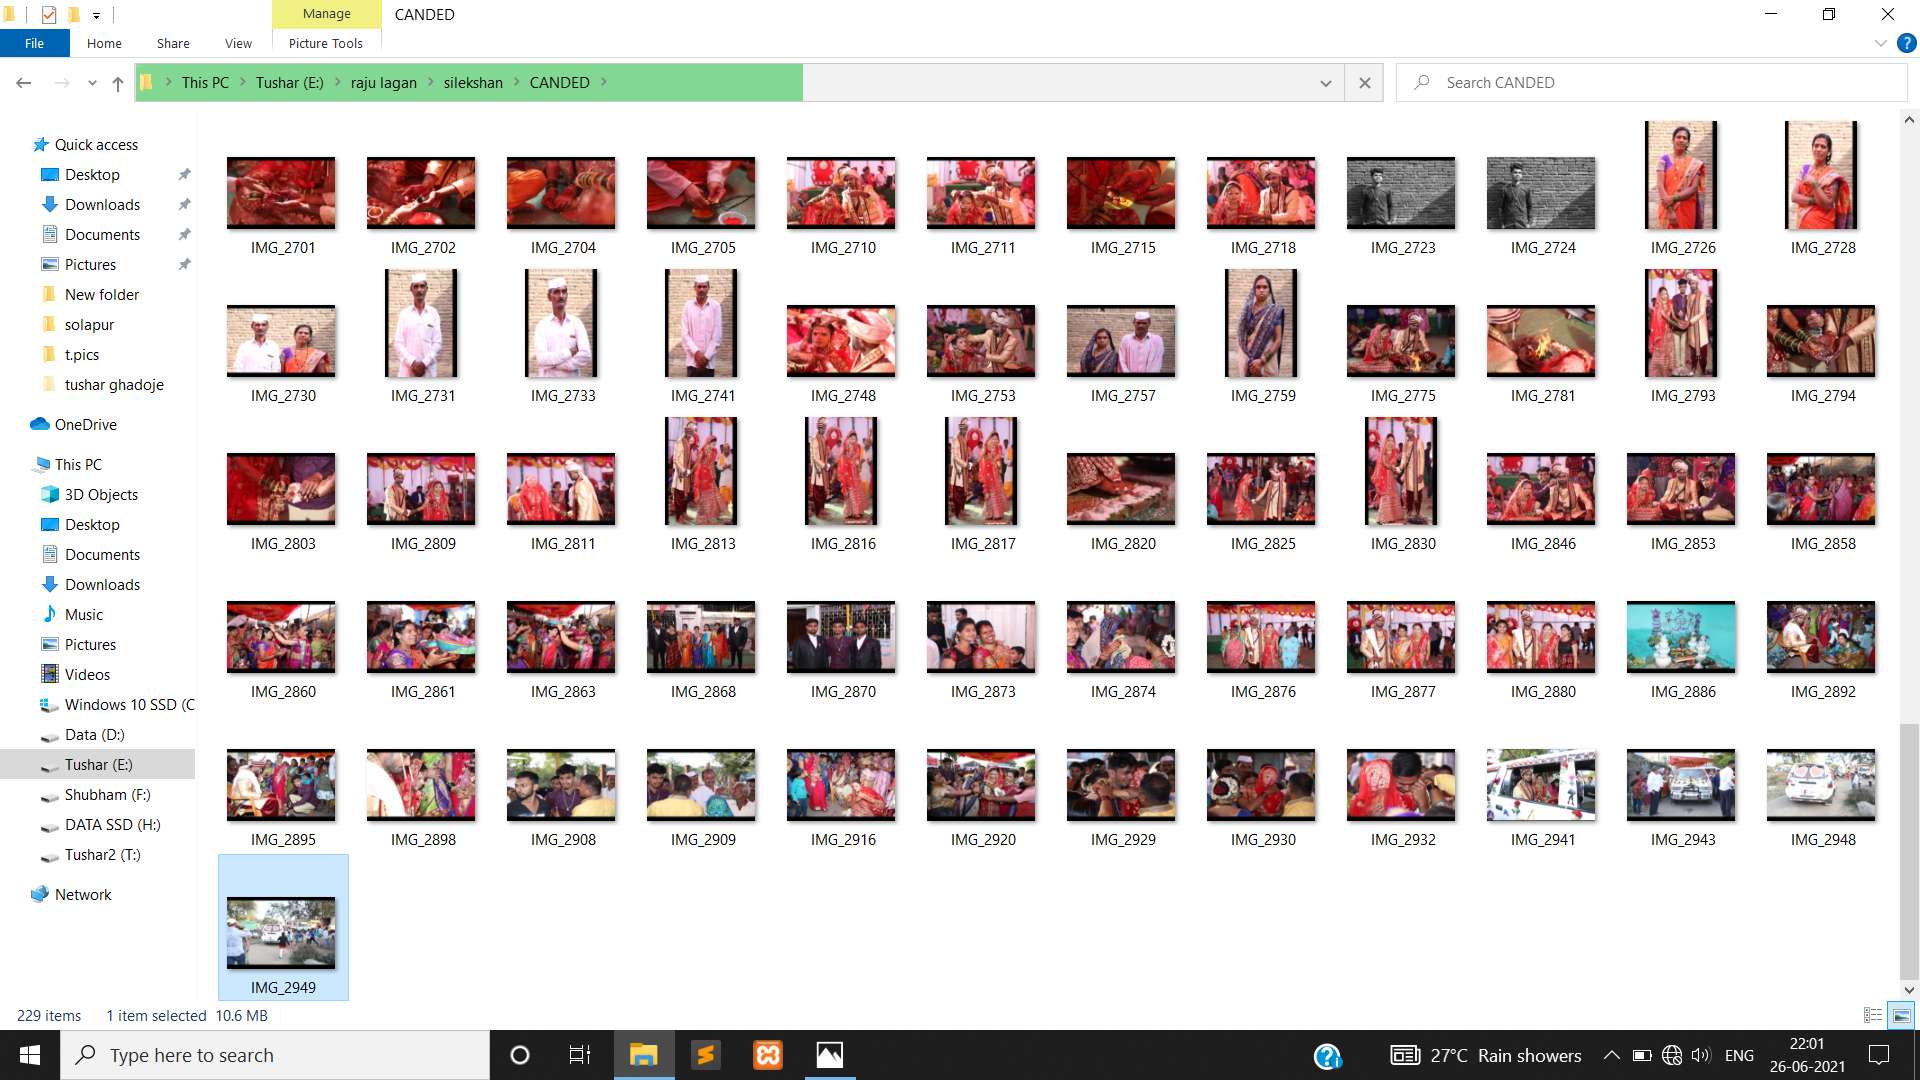 Manage CANDED
File Home Share View Picture Tools
This PC Tushar (E:) raju lagan silekshan CANDED Search CANDED
Quick access
Desktop
Downloads
Documents
Pictures
New folder
solapur
t.pics
tushar ghadoje
OneDrive
This PC
3D Objects
Desktop
Documents
Downloads
Music
Pictures
Videos
Windows 10 SSD (C
Data (D:)
Tushar (E:)
Shubham (F:)
DATA SSD (H:)
Tushar2 (T:)
Network
IMG_2701 IMG_2702 IMG_2704 IMG_2705 IMG_2710 IMG_2711 IMG_2715 IMG_2718 IMG_2723 IMG_2724 IMG_2726 IMG_2728
IMG_2730 IMG_2731 IMG_2733 IMG_2741 IMG_2748 IMG_2753 IMG_2757 IMG_2759 IMG_2775 IMG_2781 IMG_2793 IMG_2794
IMG_2803 IMG_2809 IMG_2811 IMG_2813 IMG_2816 IMG_2817 IMG_2820 IMG_2825 IMG_2830 IMG_2846 IMG_2853 IMG_2858
IMG_2860 IMG_2861 IMG_2863 IMG_2868 IMG_2870 IMG_2873 IMG_2874 IMG_2876 IMG_2877 IMG_2880 IMG_2886 IMG_2892
IMG_2895 IMG_2898 IMG_2908 IMG_2909 IMG_2916 IMG_2920 IMG_2929 IMG_2930 IMG_2932 IMG_2941 IMG_2943 IMG_2948
IMG_2949
229 items 1 item selected 10.6 MB
Type here to search 27°C Rain showers ENG 22:01
26-06-2021